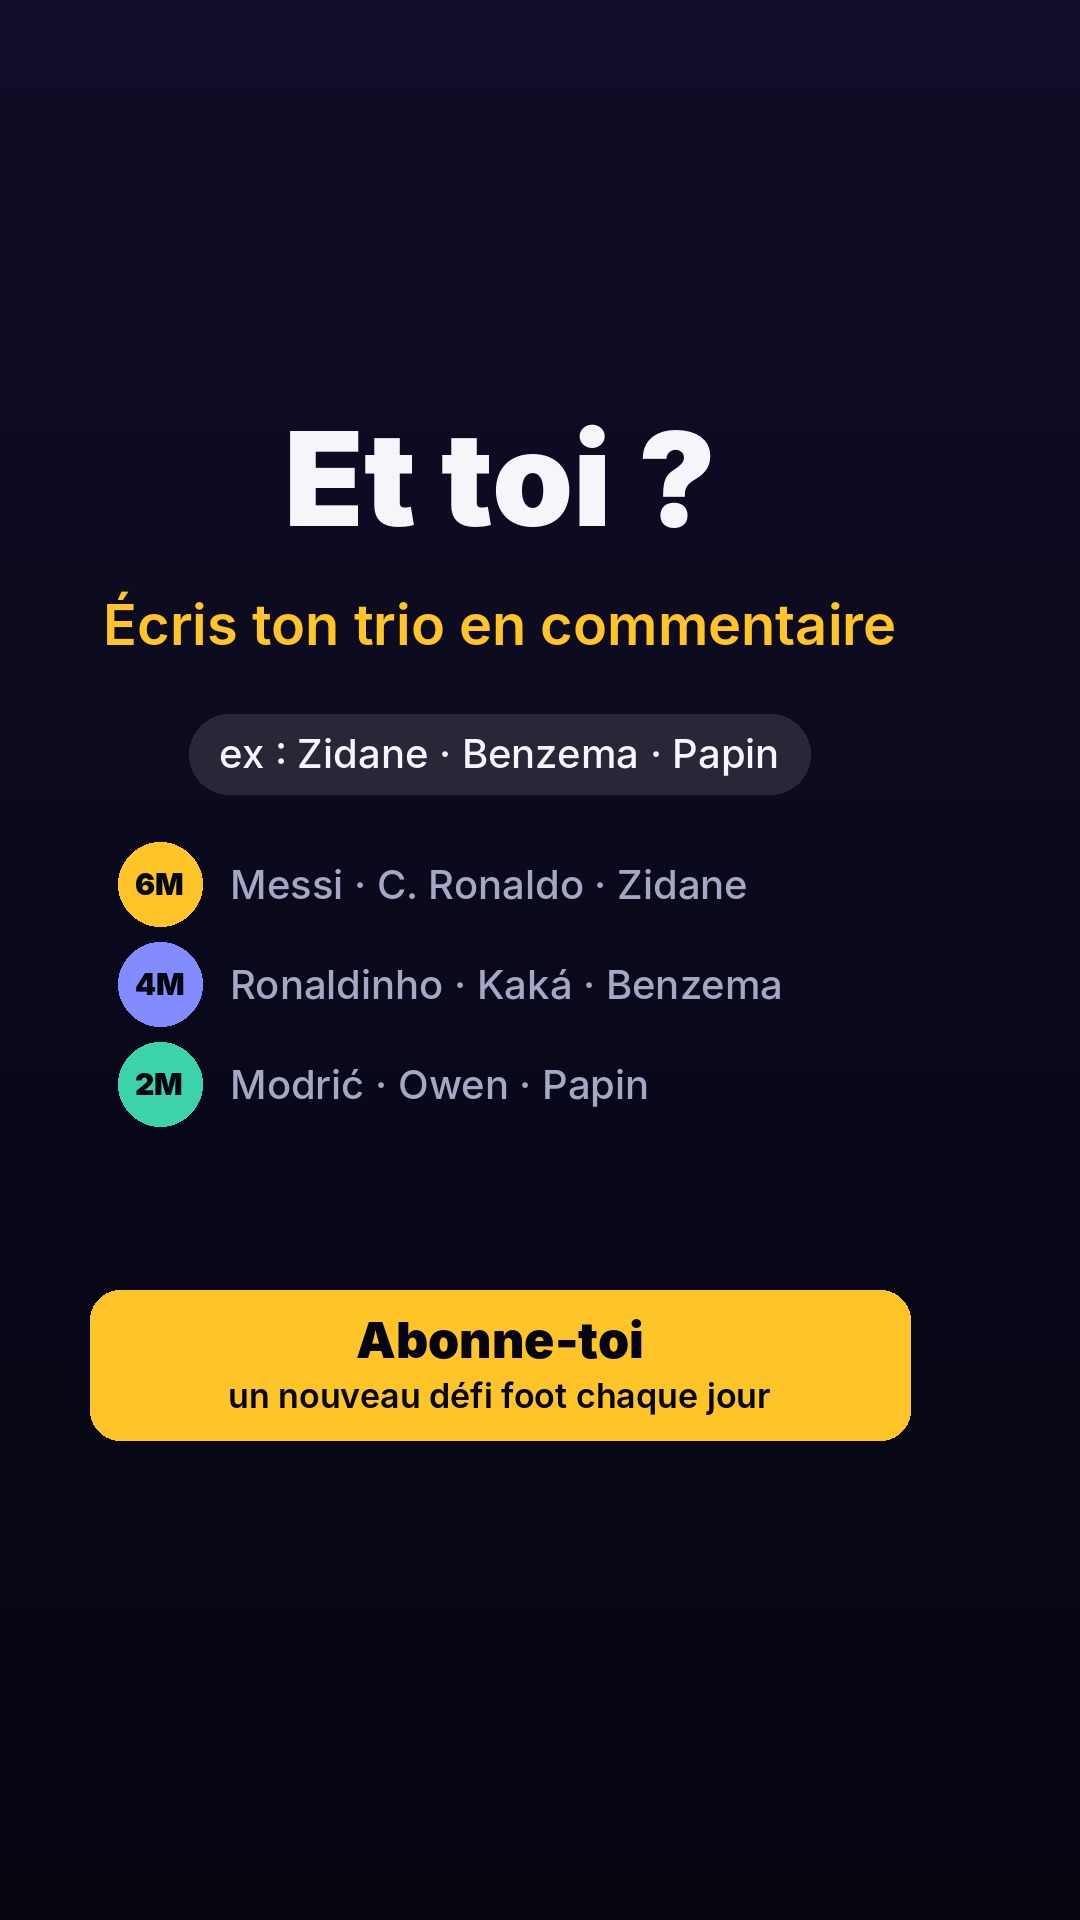 Et toi ?
Écris ton trio en commentaire
ex : Zidane · Benzema · Papin
6M Messi · C. Ronaldo · Zidane
4M Ronaldinho · Kaká · Benzema
2M Modrić · Owen · Papin
Abonne-toi
un nouveau défi foot chaque jour